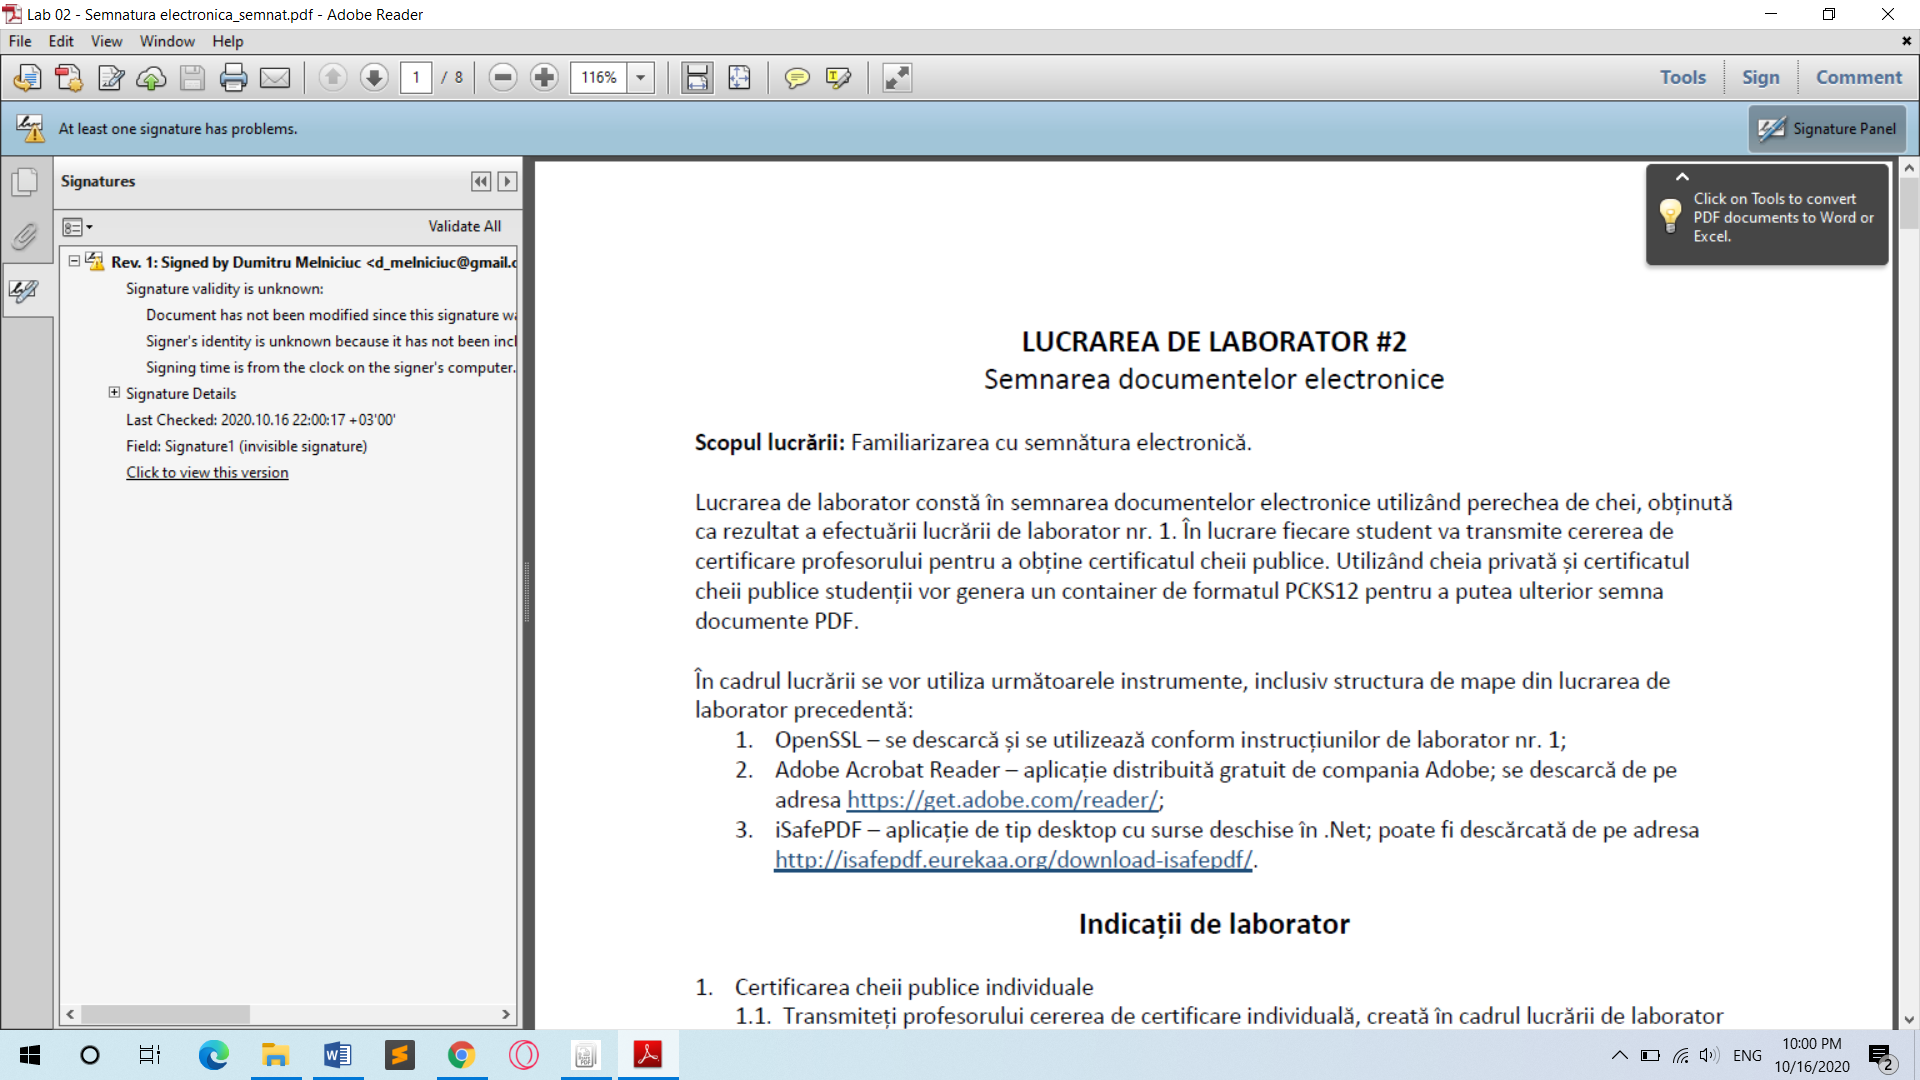 Lab 02 - Semnatura electronica_semnat.pdf - Adobe Reader
File Edit View Window Help
1 / 8 116% Tools Sign Comment
At least one signature has problems. Signature Panel
Signatures
Validate All
Rev. 1: Signed by Dumitru Melniciuc <d_melniciuc@gmail.c
Signature validity is unknown:
Document has not been modified since this signature wa
Signer's identity is unknown because it has not been incl
Signing time is from the clock on the signer's computer.
Signature Details
Last Checked: 2020.10.16 22:00:17 +03'00'
Field: Signature1 (invisible signature)
Click to view this version
Click on Tools to convert
PDF documents to Word or
Excel.
LUCRAREA DE LABORATOR #2
Semnarea documentelor electronice
Scopul lucrării: Familiarizarea cu semnătura electronică.
Lucrarea de laborator constă în semnarea documentelor electronice utilizând perechea de chei, obținută
ca rezultat a efectuării lucrării de laborator nr. 1. În lucrare fiecare student va transmite cererea de
certificare profesorului pentru a obține certificatul cheii publice. Utilizând cheia privată și certificatul
cheii publice studenții vor genera un container de formatul PCKS12 pentru a putea ulterior semna
documente PDF.
În cadrul lucrării se vor utiliza următoarele instrumente, inclusiv structura de mape din lucrarea de
laborator precedentă:
1. OpenSSL – se descarcă și se utilizează conform instrucțiunilor de laborator nr. 1;
2. Adobe Acrobat Reader – aplicație distribuită gratuit de compania Adobe; se descarcă de pe
adresa https://get.adobe.com/reader/;
3. iSafePDF – aplicație de tip desktop cu surse deschise în .Net; poate fi descărcată de pe adresa
http://isafepdf.eurekaa.org/download-isafepdf/.
Indicații de laborator
1. Certificarea cheii publice individuale
1.1. Transmiteți profesorului cererea de certificare individuală, creată în cadrul lucrării de laborator
ENG
10:00 PM
10/16/2020
2